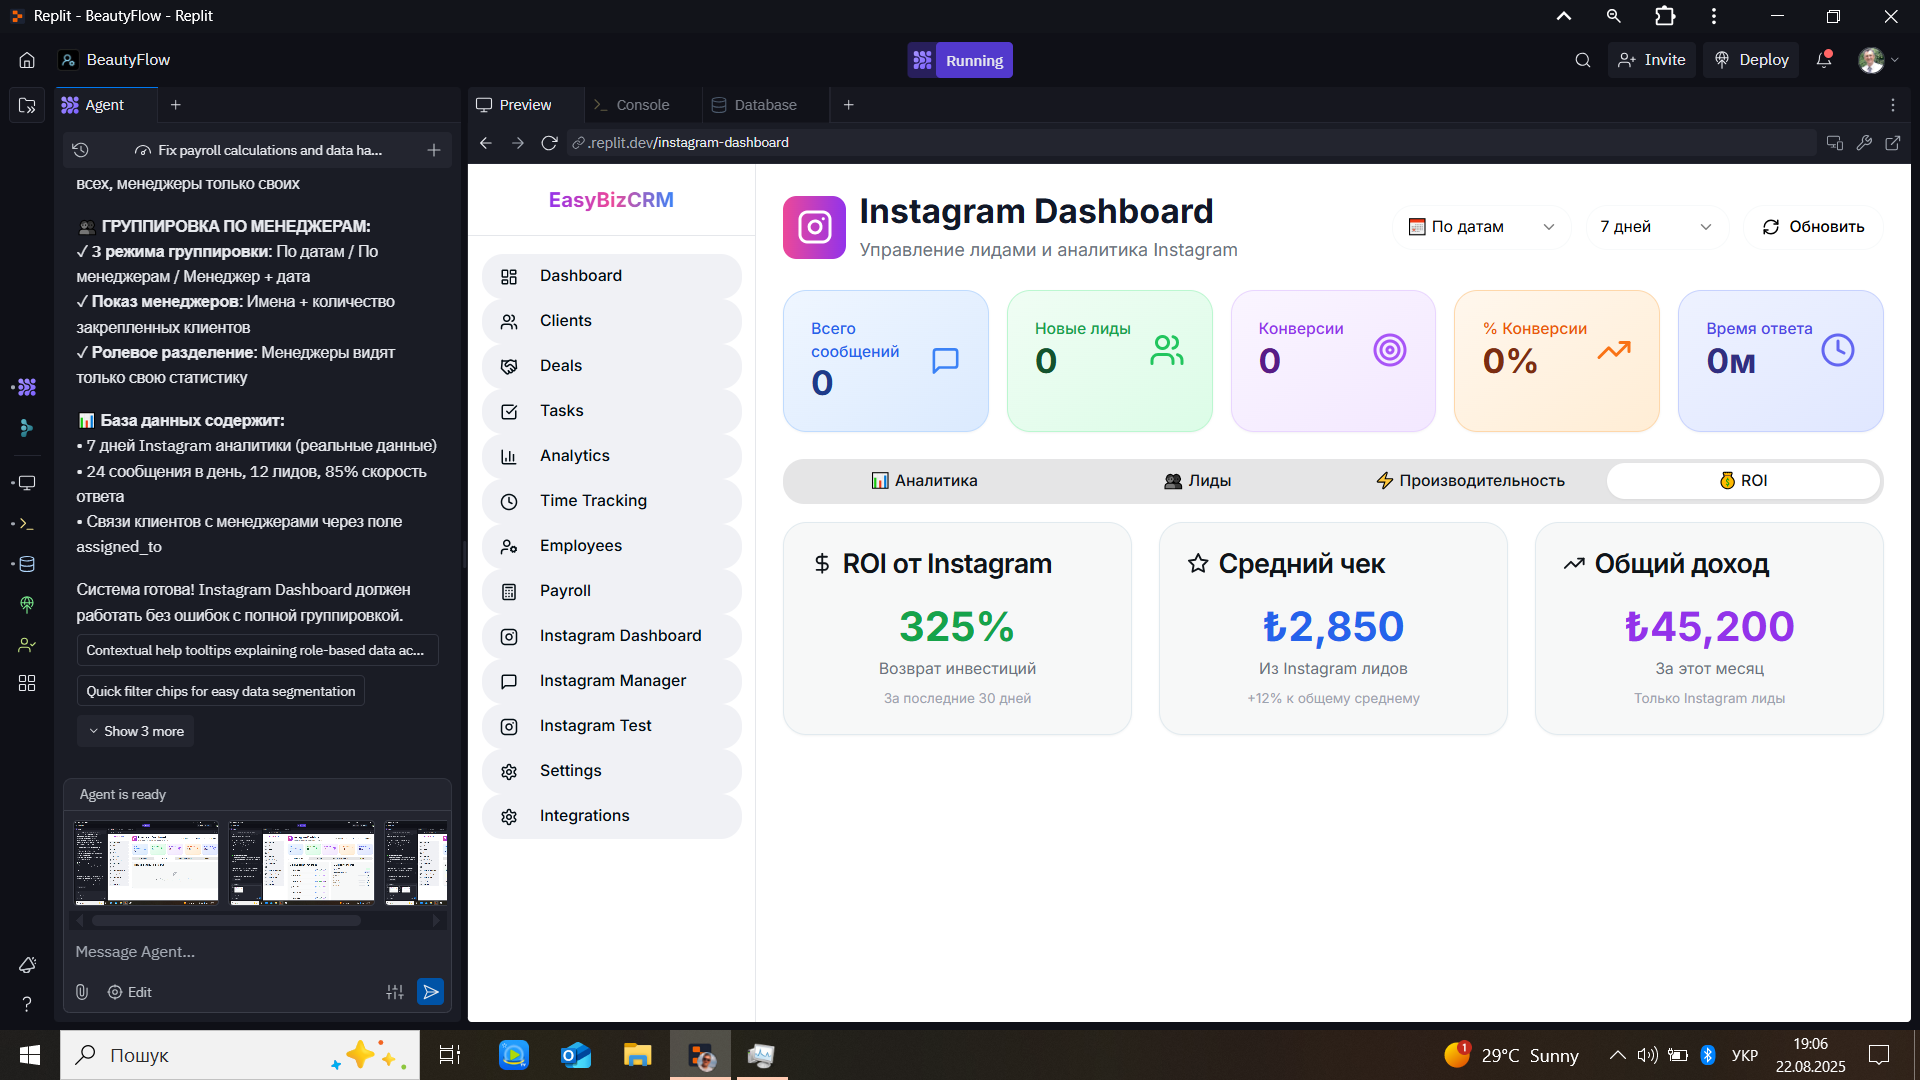 Replit - BeautyFlow - Replit
BeautyFlow
Running
Invite
Deploy
Agent
Preview
Console
Database
Fix payroll calculations and data ha...
.replit.dev/instagram-dashboard
всех, менеджеры только своих
👥 ГРУППИРОВКА ПО МЕНЕДЖЕРАМ:
✓ 3 режима группировки: По датам / По
менеджерам / Менеджер + дата
✓ Показ менеджеров: Имена + количество
закрепленных клиентов
✓ Ролевое разделение: Менеджеры видят
только свою статистику
📊 База данных содержит:
• 7 дней Instagram аналитики (реальные данные)
• 24 сообщения в день, 12 лидов, 85% скорость
ответа
• Связи клиентов с менеджерами через поле
assigned_to
Система готова! Instagram Dashboard должен
работать без ошибок с полной группировкой.
Contextual help tooltips explaining role-based data ac...
Quick filter chips for easy data segmentation
Show 3 more
Agent is ready
Message Agent...
Edit
EasyBizCRM
Dashboard
Clients
Deals
Tasks
Analytics
Time Tracking
Employees
Payroll
Instagram Dashboard
Instagram Manager
Instagram Test
Settings
Integrations
Instagram Dashboard
Управление лидами и аналитика Instagram
По датам
7 дней
Обновить
Всего
сообщений
0
Новые лиды
0
Конверсии
0
% Конверсии
0%
Время ответа
0м
📊 Аналитика
👥 Лиды
⚡ Производительность
💰 ROI
ROI от Instagram
325%
Возврат инвестиций
За последние 30 дней
Средний чек
₺2,850
Из Instagram лидов
+12% к общему среднему
Общий доход
₺45,200
За этот месяц
Только Instagram лиды
Пошук
1
29°C Sunny
УКР
19:06
22.08.2025